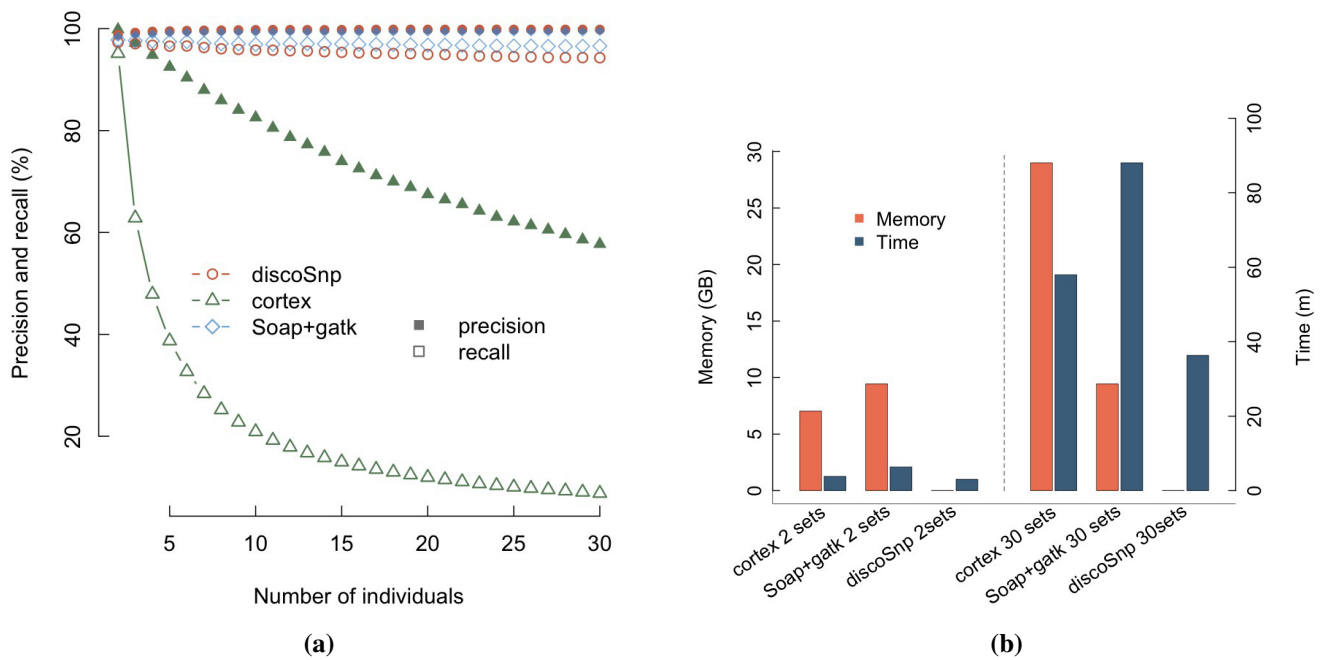 Precision and recall (%)
100
80
60
40
20
discoSnp
cortex
Soap+gatk
precision
recall
5
10
15
20
25
30
Number of individuals
(a)
Memory (GB)
30
25
20
15
10
5
0
Memory
Time
100
80
60
40
20
0
Time (m)
cortex 2 sets
Soap+gatk 2 sets
discoSnp 2sets
cortex 30 sets
Soap+gatk 30 sets
discoSnp 30sets
(b)